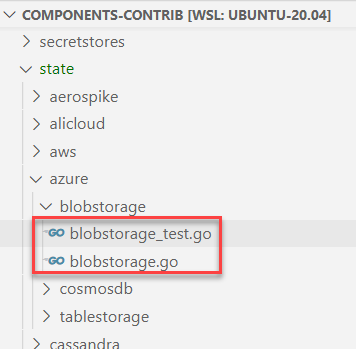 COMPONENTS-CONTRIB [WSL: UBUNTU-20.04]
secretstores
state
aerospike
alicloud
aws
azure
blobstorage
GO blobstorage_test.go
GO blobstorage.go
cosmosdb
tablestorage
cassandra